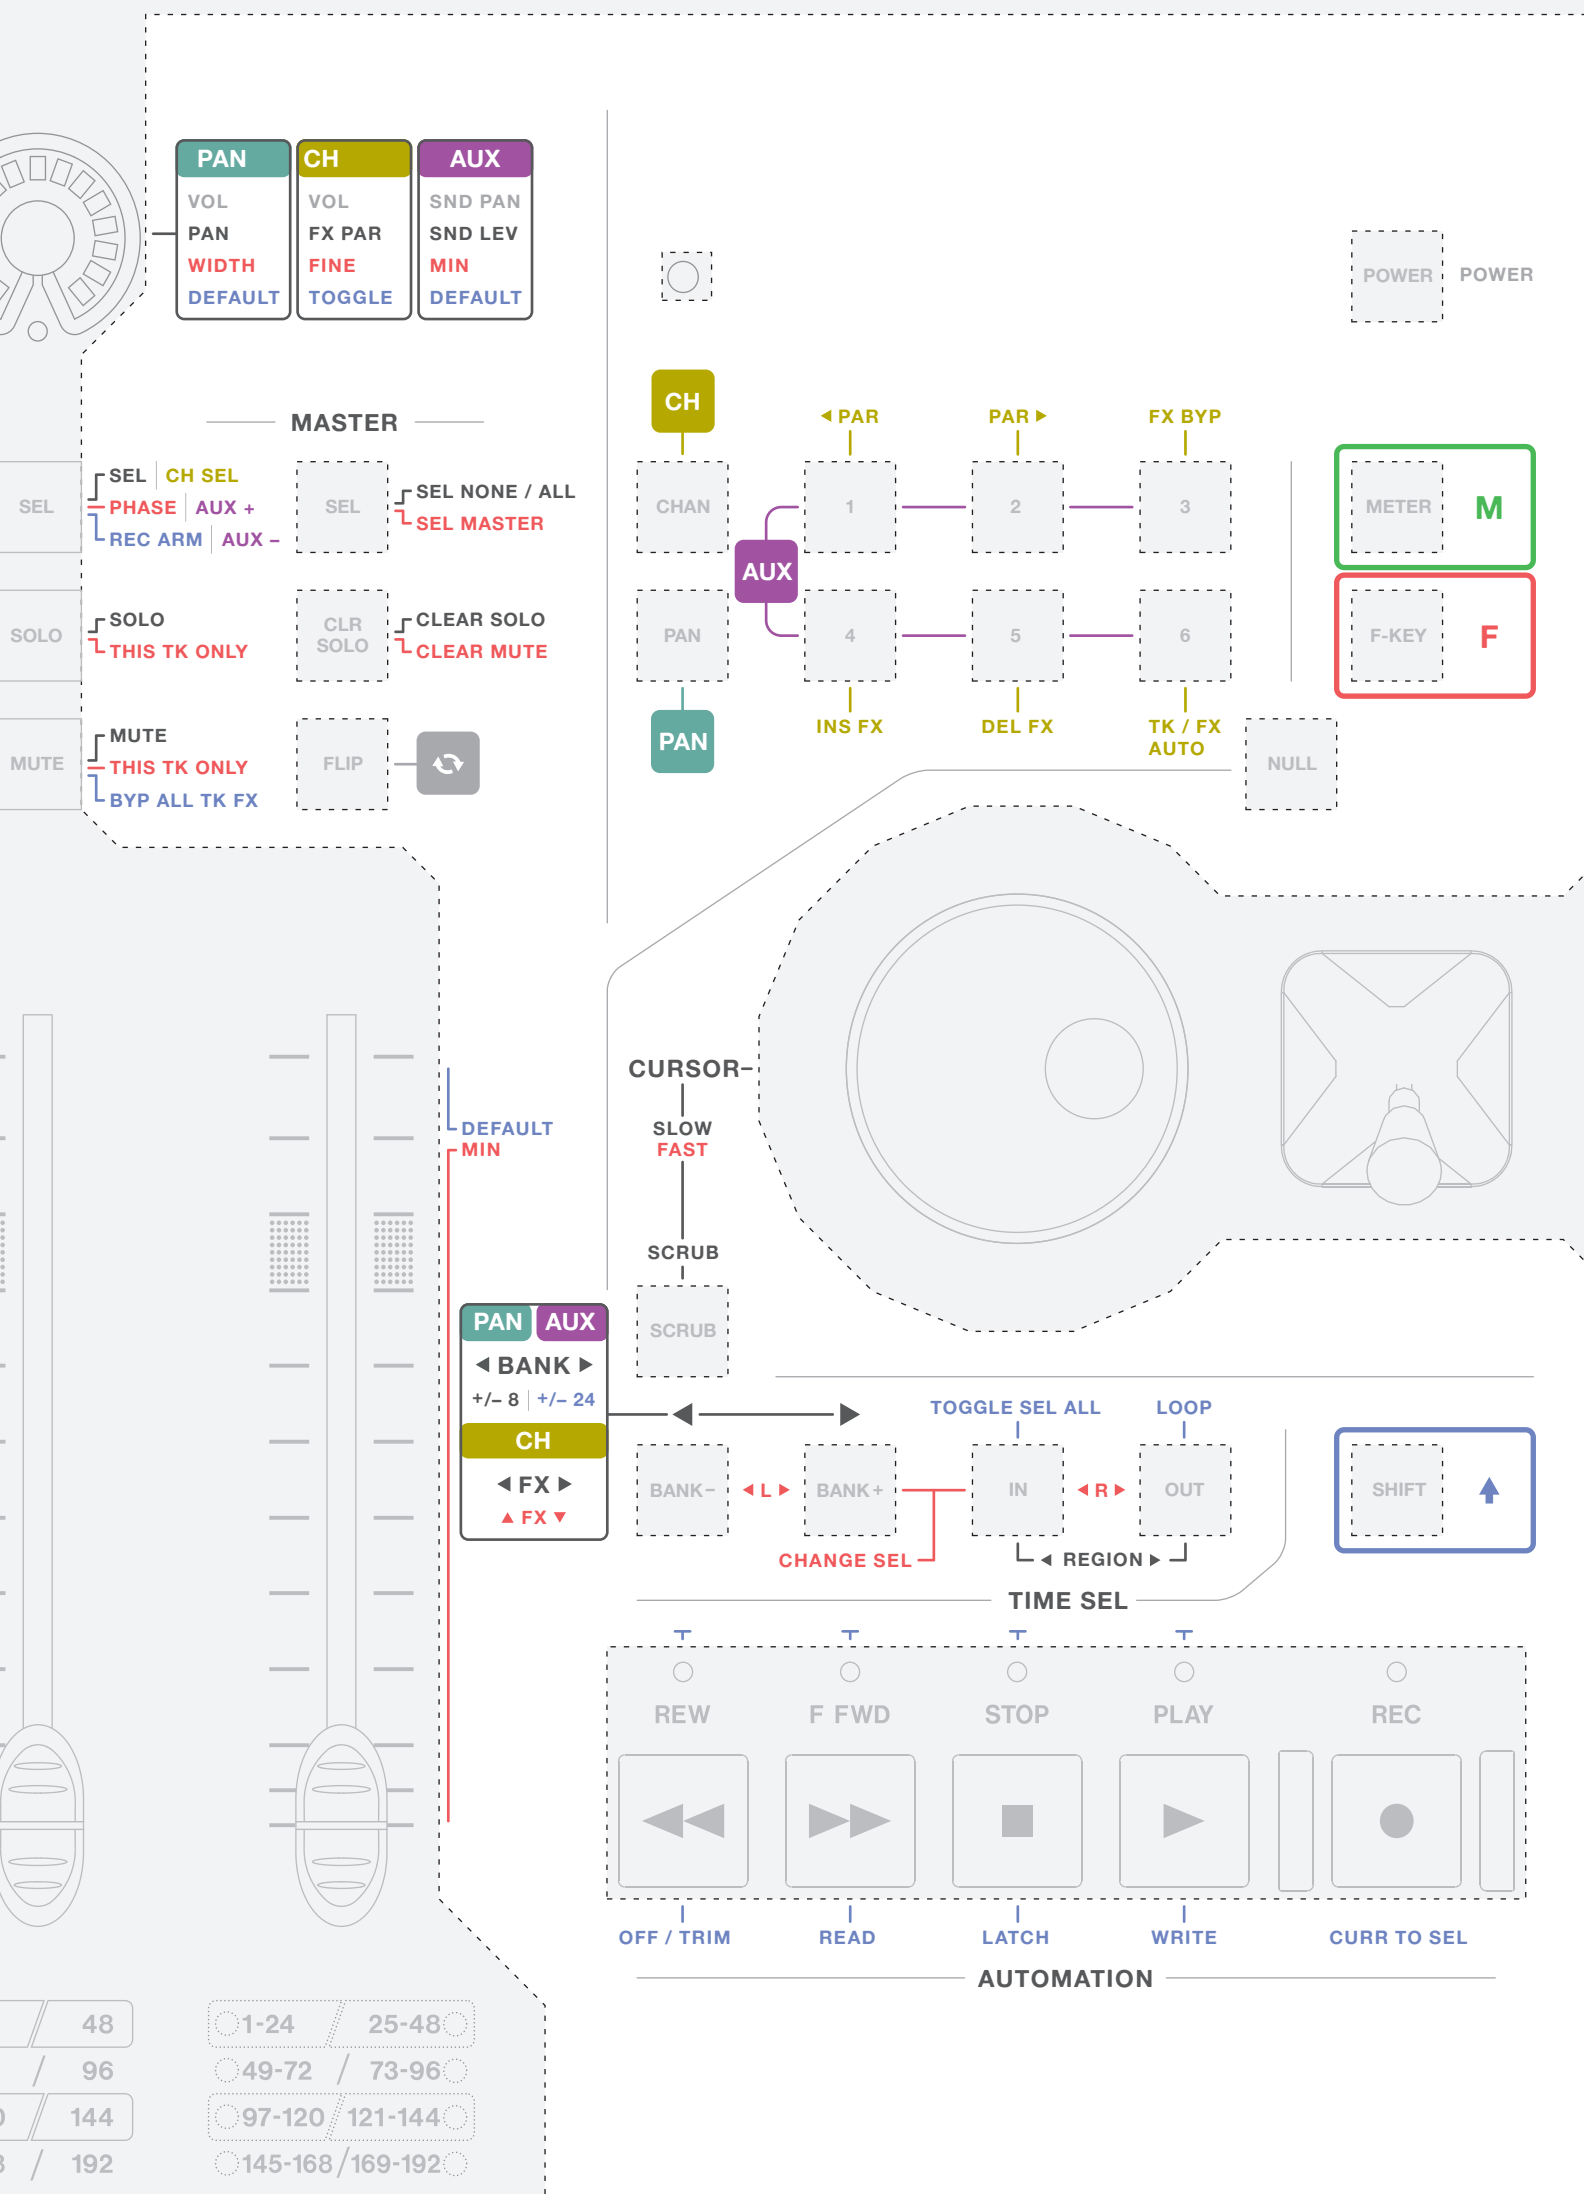 PAN CH AUX
VOL VOL SND PAN
PAN FX PAR SND LEV
WIDTH FINE MIN
DEFAULT TOGGLE DEFAULT
POWER POWER
CH
◀ PAR PAR ▶ FX BYP
MASTER
SEL SEL | CH SEL
PHASE | AUX +
REC ARM | AUX –
SEL SEL NONE / ALL
SEL MASTER
CHAN 1 2 3
METER M
AUX
SOLO SOLO
THIS TK ONLY
CLR
SOLO
CLEAR SOLO
CLEAR MUTE
PAN 4 5 6
F-KEY F
PAN
INS FX DEL FX TK / FX
AUTO
MUTE MUTE
THIS TK ONLY
BYP ALL TK FX
FLIP
NULL
CURSOR–
SLOW
FAST
DEFAULT
MIN
SCRUB
SCRUB
PAN AUX
◀ BANK ▶
+/– 8 | +/– 24
CH
◀ FX ▶
▲ FX ▼
TOGGLE SEL ALL LOOP
BANK– ◀ L ▶ BANK+ IN ◀ R ▶ OUT
SHIFT
CHANGE SEL ◀ REGION ▶
TIME SEL
REW F FWD STOP PLAY REC
OFF / TRIM READ LATCH WRITE CURR TO SEL
AUTOMATION
/ 48 1-24 / 25-48
/ 96 49-72 / 73-96
/ 144 97-120 / 121-144
/ 192 145-168 / 169-192